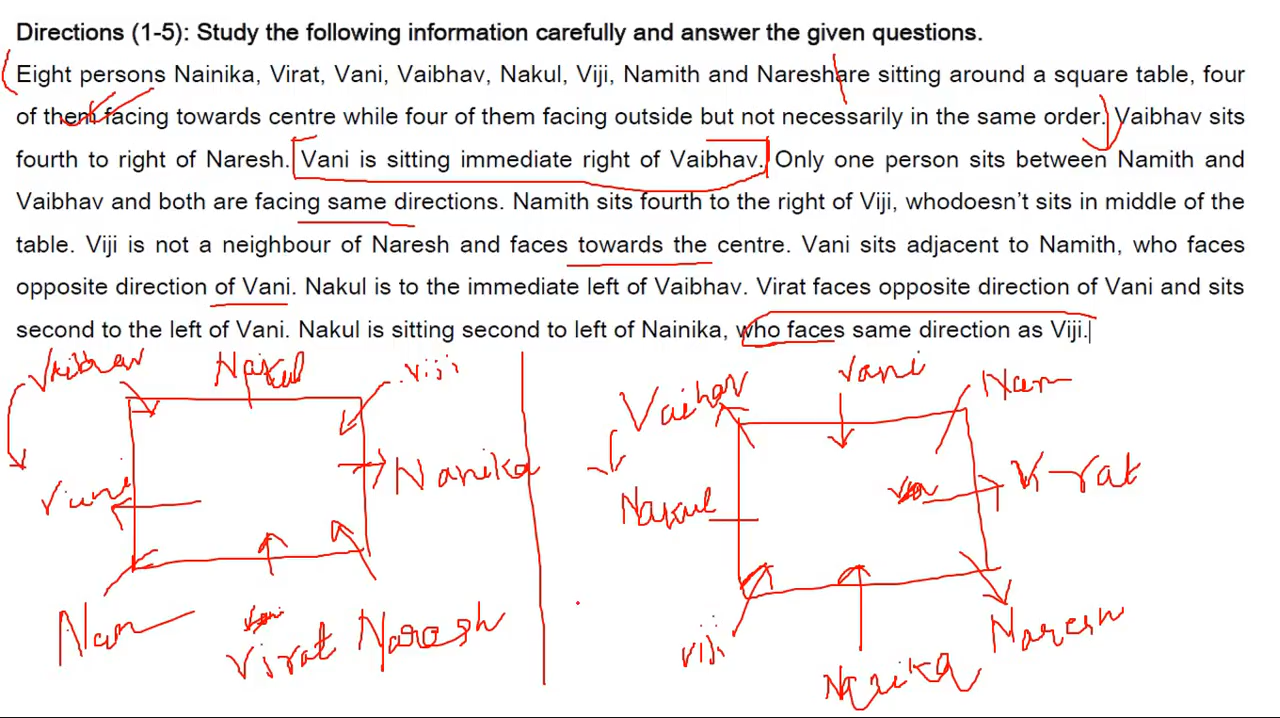 Directions (1-5): Study the following information carefully and answer the given questions.
Eight persons Nainika, Virat, Vani, Vaibhav, Nakul, Viji, Namith and Naresh are sitting around a square table, four
of them facing towards centre while four of them facing outside but not necessarily in the same order. Vaibhav sits
fourth to right of Naresh. Vani is sitting immediate right of Vaibhav. Only one person sits between Namith and
Vaibhav and both are facing same directions. Namith sits fourth to the right of Viji, whodoesn't sits in middle of the
table. Viji is not a neighbour of Naresh and faces towards the centre. Vani sits adjacent to Namith, who faces
opposite direction of Vani. Nakul is to the immediate left of Vaibhav. Virat faces opposite direction of Vani and sits
second to the left of Vani. Nakul is sitting second to left of Nainika, who faces same direction as Viji.
Nakul
Viji
Vani
Nam
Nanika
Nakul
Nam
Virat
Naresh
Viji